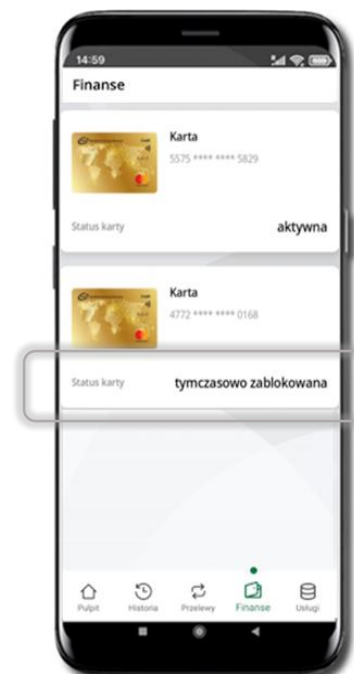 14:59
Finanse
Karta
5575 **** **** 5829
Status karty aktywna
Karta
4772 **** **** 0168
Status karty tymczasowo zablokowana
Pulpit Historia Przelewy Finanse Usługi